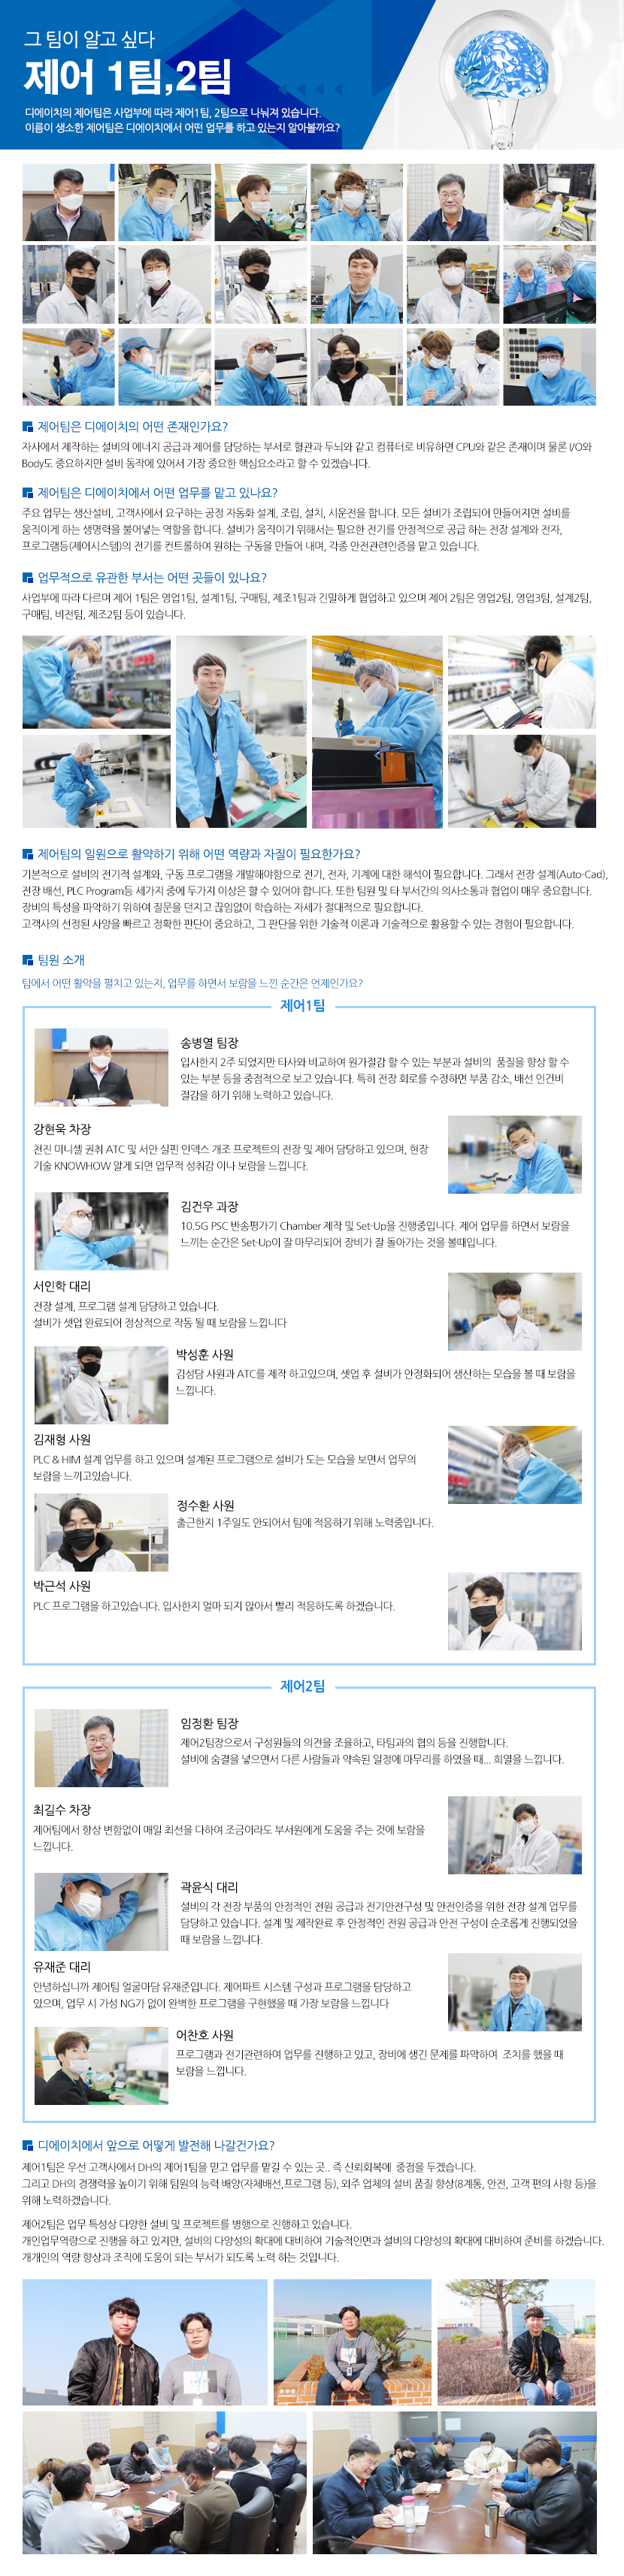 그 팀이 알고 싶다
제어 1팀,2팀
디에이치의 제어팀은 사업부에 따라 제어1팀, 2팀으로 나눠져 있습니다.
이름이 생소한 제어팀은 디에이치에서 어떤 업무를 하고 있는지 알아볼까요?
제어팀은 디에이치의 어떤 존재인가요?
자사에서 제작하는 설비의 에너지 공급과 제어를 담당하는 부서로 혈관과 두뇌와 같고 컴퓨터로 비유하면 CPU와 같은 존재이며 물론 I/O와
Body도 중요하지만 설비 동작에 있어서 가장 중요한 핵심요소라고 할 수 있겠습니다.
제어팀은 디에이치에서 어떤 업무를 맡고 있나요?
주요 업무는 생산설비, 고객사에서 요구하는 공정 자동화 설계, 조립, 설치, 시운전을 합니다. 모든 설비가 조립되어 만들어지면 설비를
움직이게 하는 생명력을 불어넣는 역할을 합니다. 설비가 움직이기 위해서는 필요한 전기를 안정적으로 공급 하는 전장 설계와 전자,
프로그램등(제어시스템)의 전기를 컨트롤하여 원하는 구동을 만들어 내며, 각종 안전관련인증을 맡고 있습니다.
업무적으로 유관한 부서는 어떤 곳들이 있나요?
사업부에 따라 다르며 제어 1팀은 영업1팀, 설계1팀, 구매팀, 제조1팀과 긴밀하게 협업하고 있으며 제어 2팀은 영업2팀, 영업3팀, 설계2팀,
구매팀, 비전팀, 제조2팀 등이 있습니다.
제어팀의 일원으로 활약하기 위해 어떤 역량과 자질이 필요한가요?
기본적으로 설비의 전기적 설계와, 구동 프로그램을 개발해야함으로 전기, 전자, 기계에 대한 해석이 필요합니다. 그래서 전장 설계(Auto-Cad),
전장 배선, PLC Program등 세가지 중에 두가지 이상은 할 수 있어야 합니다. 또한 팀원 및 타 부서간의 의사소통과 협업이 매우 중요합니다.
장비의 특성을 파악하기 위하여 질문을 던지고 끊임없이 학습하는 자세가 절대적으로 필요합니다.
고객사의 선정된 사양을 빠르고 정확한 판단이 중요하고, 그 판단을 위한 기술적 이론과 기술적으로 활용할 수 있는 경험이 필요합니다.
팀원 소개
팀에서 어떤 활약을 펼치고 있는지, 업무를 하면서 보람을 느낀 순간은 언제인가요?
제어1팀
송병열 팀장
입사한지 2주 되었지만 타사와 비교하여 원가절감 할 수 있는 부분과 설비의 품질을 향상 할 수
있는 부분 등을 중점적으로 보고 있습니다. 특히 전장 회로를 수정하면 부품 감소, 배선 인건비
절감을 하기 위해 노력하고 있습니다.
강현욱 차장
천진 미니셀 권취 ATC 및 서안 실핀 인덱스 개조 프로젝트의 전장 및 제어 담당하고 있으며, 현장
기술 KNOWHOW 알게 되면 업무적 성취감 이나 보람을 느낍니다.
김건우 과장
10.5G PSC 반송평가기 Chamber 제작 및 Set-Up을 진행중입니다. 제어 업무를 하면서 보람을
느끼는 순간은 Set-Up이 잘 마무리되어 장비가 잘 돌아가는 것을 볼때입니다.
서인학 대리
전장 설계, 프로그램 설계 담당하고 있습니다.
설비가 셋업 완료되어 정상적으로 작동 될 때 보람을 느낍니다
박성훈 사원
김성담 사원과 ATC를 제작 하고있으며, 셋업 후 설비가 안정화되어 생산하는 모습을 볼 때 보람을
느낍니다.
김재형 사원
PLC & HIM 설계 업무를 하고 있으며 설계된 프로그램으로 설비가 도는 모습을 보면서 업무의
보람을 느끼고있습니다.
정수환 사원
출근한지 1주일도 안되어서 팀에 적응하기 위해 노력중입니다.
박근석 사원
PLC 프로그램을 하고있습니다. 입사한지 얼마 되지 않아서 빨리 적응하도록 하겠습니다.
제어2팀
임정환 팀장
제어2팀장으로서 구성원들의 의견을 조율하고, 타팀과의 협의 등을 진행합니다.
설비에 숨결을 넣으면서 다른 사람들과 약속된 일정에 마무리를 하였을 때... 희열을 느낍니다.
최길수 차장
제어팀에서 항상 변함없이 매일 최선을 다하여 조금이라도 부서원에게 도움을 주는 것에 보람을
느낍니다.
곽윤식 대리
설비의 각 전장 부품의 안정적인 전원 공급과 전기안전구성 및 안전인증을 위한 전장 설계 업무를
담당하고 있습니다. 설계 및 제작완료 후 안정적인 전원 공급과 안전 구성이 순조롭게 진행되었을
때 보람을 느낍니다.
유재준 대리
안녕하십니까 제어팀 얼굴마담 유재준입니다. 제어파트 시스템 구성과 프로그램을 담당하고
있으며, 업무 시 가성 NG가 없이 완벽한 프로그램을 구현했을 때 가장 보람을 느낍니다
어찬호 사원
프로그램과 전기관련하여 업무를 진행하고 있고, 장비에 생긴 문제를 파악하여 조치를 했을 때
보람을 느낍니다.
디에이치에서 앞으로 어떻게 발전해 나갈건가요?
제어1팀은 우선 고객사에서 DH의 제어1팀을 믿고 업무를 맡길 수 있는 곳.. 즉 신뢰회복에 중점을 두겠습니다.
그리고 DH의 경쟁력을 높이기 위해 팀원의 능력 배양(자체배선,프로그램 등), 외주 업체의 설비 품질 향상(8계통, 안전, 고객 편의 사항 등)을
위해 노력하겠습니다.
제어2팀은 업무 특성상 다양한 설비 및 프로젝트를 병행으로 진행하고 있습니다.
개인업무역량으로 진행을 하고 있지만, 설비의 다양성의 확대에 대비하여 기술적인면과 설비의 다양성의 확대에 대비하여 준비를 하겠습니다.
개개인의 역량 향상과 조직에 도움이 되는 부서가 되도록 노력 하는 것입니다.